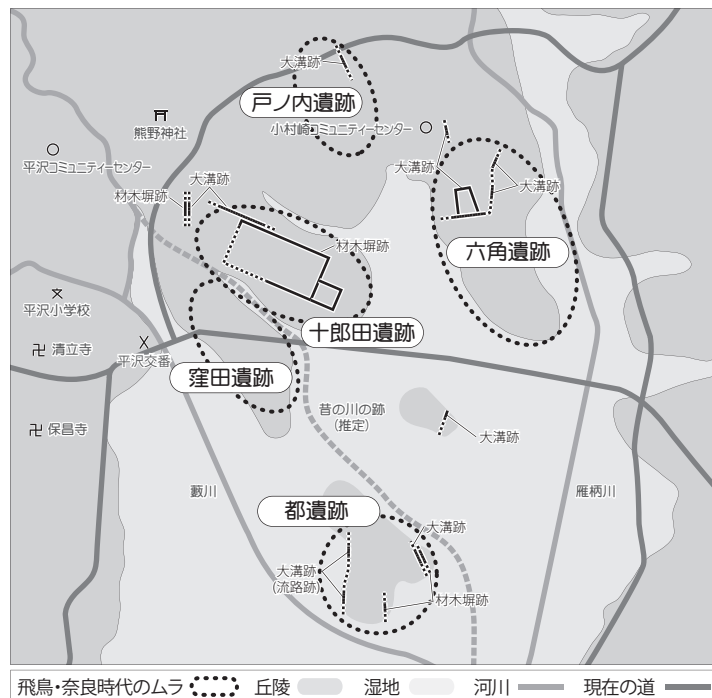 大溝跡
戸ノ内遺跡
小村崎コミュニティーセンター
熊野神社
平沢コミュニティーセンター
大溝跡
材木塀跡
大溝跡
大溝跡
六角遺跡
材木塀跡
平沢小学校
十郎田遺跡
清立寺
平沢交番
窪田遺跡
昔の川の跡
(推定)
大溝跡
保昌寺
藪川
雁柄川
都遺跡
大溝跡
大溝跡
(流路跡)
材木塀跡
飛鳥・奈良時代のムラ 丘陵 湿地 河川 現在の道